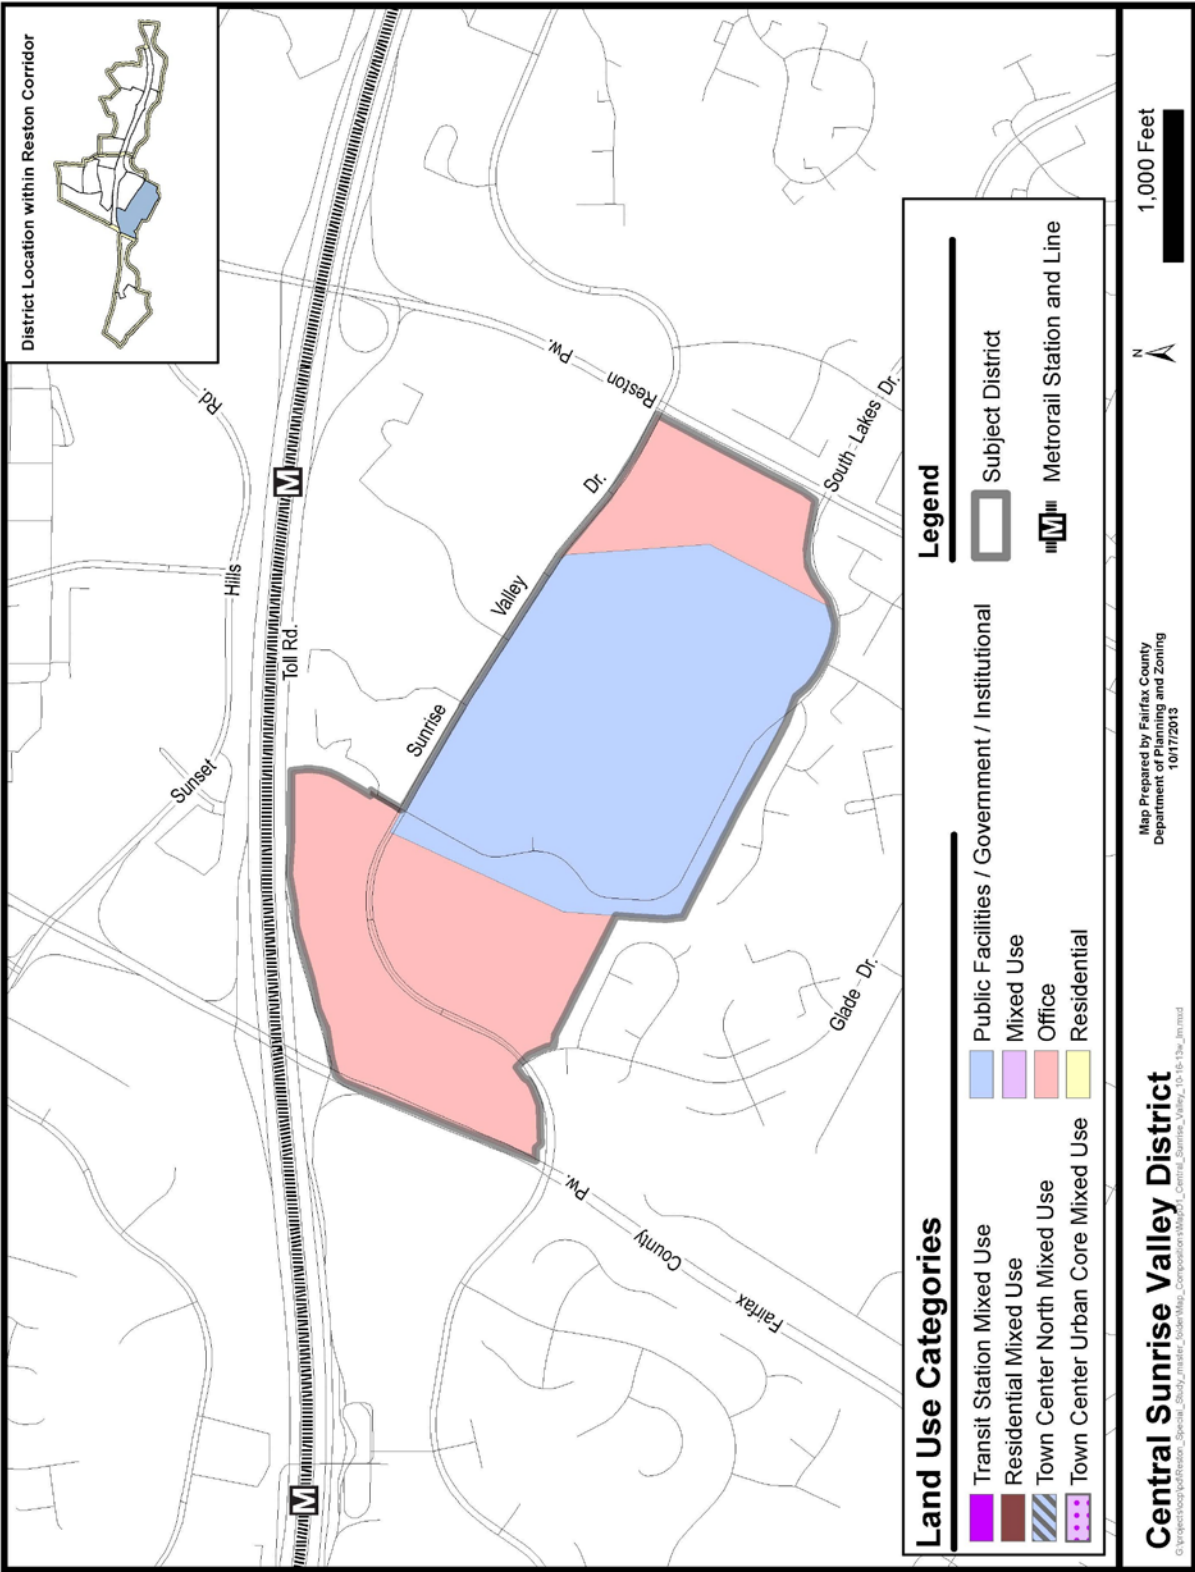 District Location within Reston Corridor
Rd.
Sunset
Hills
Toll Rd.
M
M
Reston
Pw.
Sunrise
Valley
Dr.
South Lakes Dr.
Glade Dr.
Fairfax
County
Pw.
Land Use Categories
Transit Station Mixed Use
Residential Mixed Use
Town Center North Mixed Use
Town Center Urban Core Mixed Use
Public Facilities / Government / Institutional
Mixed Use
Office
Residential
Legend
Subject District
M
Metrorail Station and Line
Central Sunrise Valley District
Map Prepared by Fairfax County
Department of Planning and Zoning
10/17/2013
N
1,000 Feet